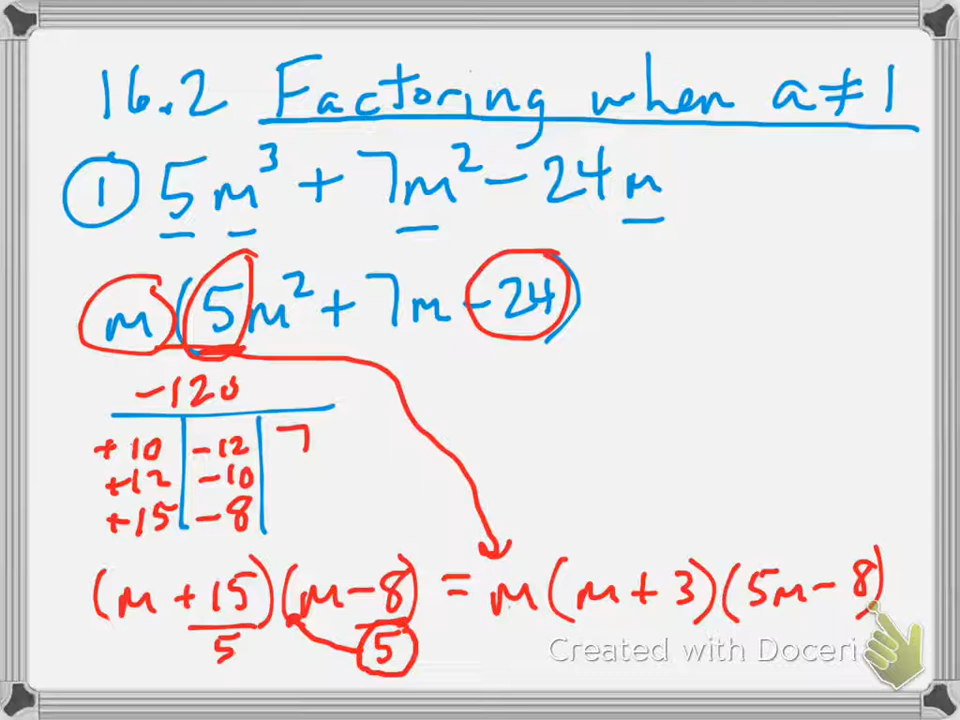 16.2 Factoring when a≠1
① 5m³ + 7m² - 24m
m(5m² + 7m - 24)
-120
+10 -12 7
+12 -10
+15 -8
(m + 15/5)(m - 8/5) = m(m + 3)(5m - 8)
Created with Doceri